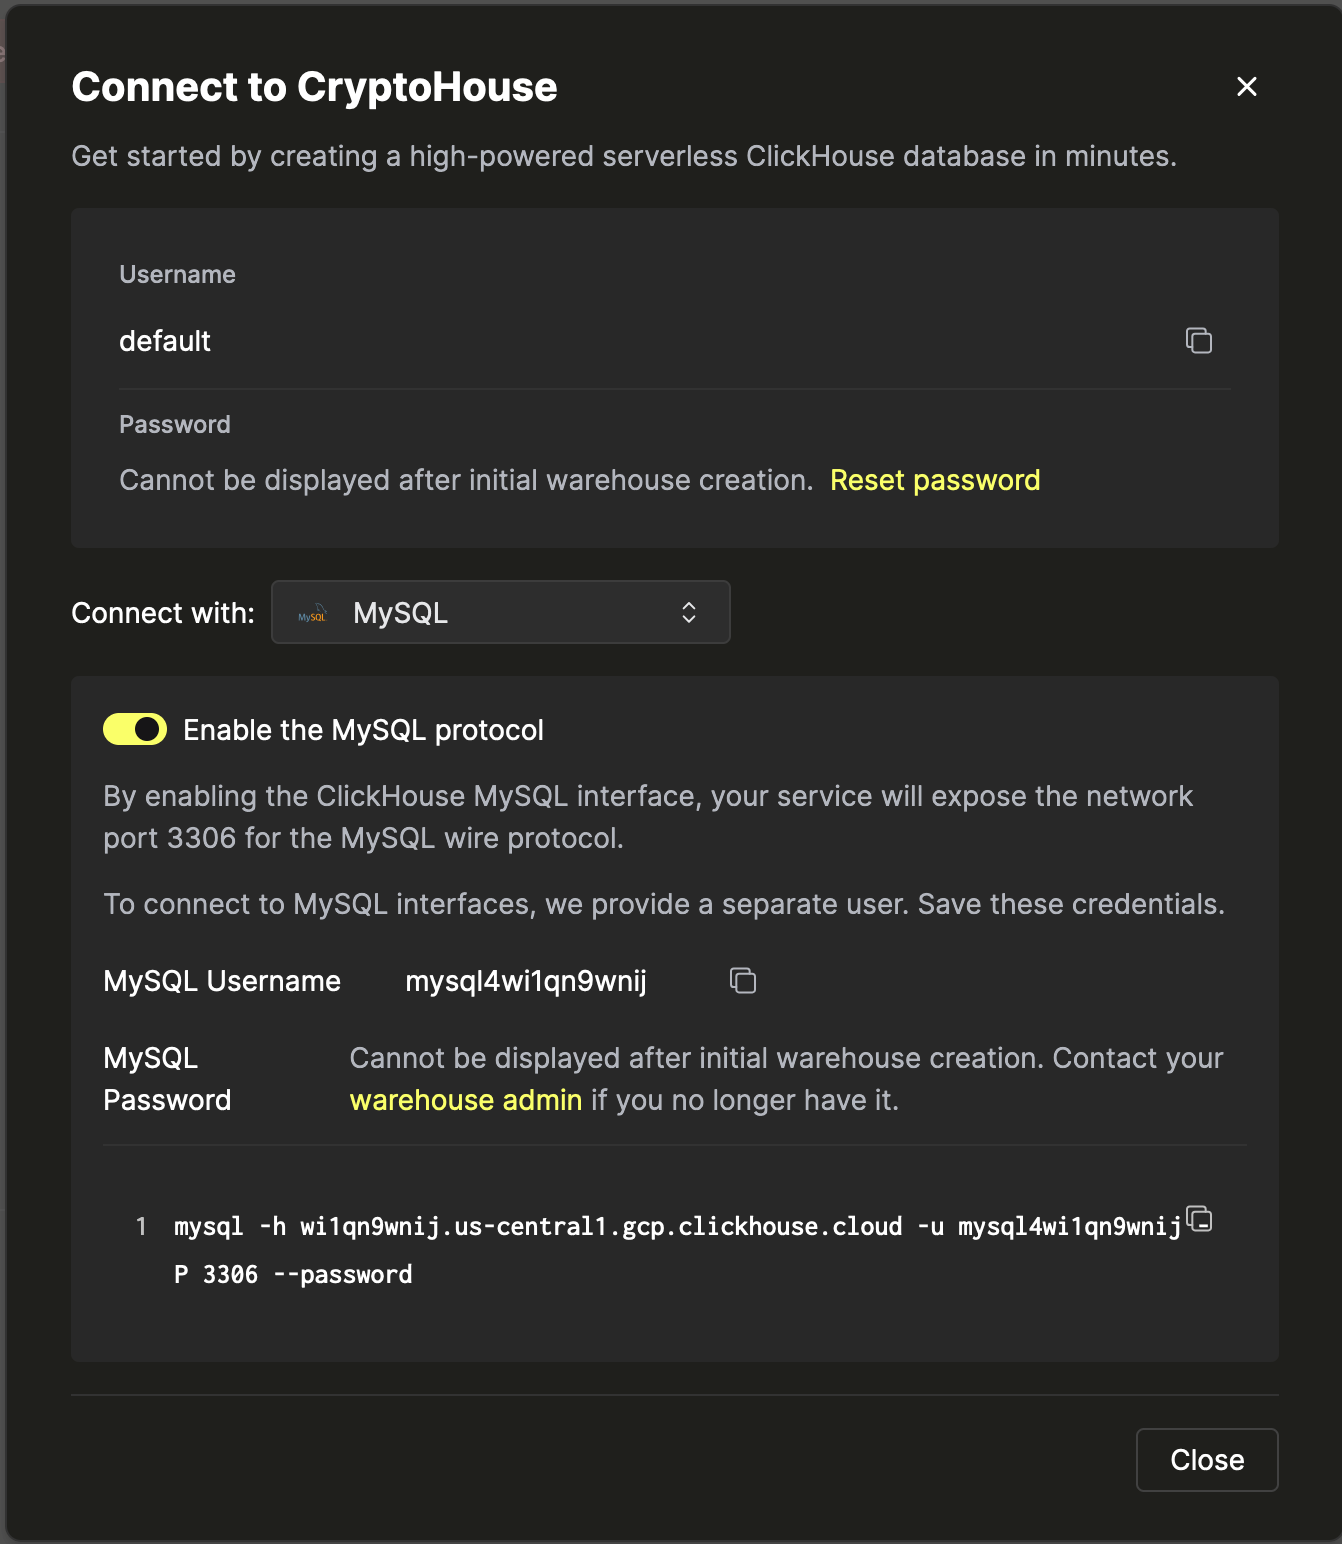 Connect to CryptoHouse
Get started by creating a high-powered serverless ClickHouse database in minutes.
Username
default
Password
Cannot be displayed after initial warehouse creation. Reset password
Connect with: MySQL MySQL
Enable the MySQL protocol
By enabling the ClickHouse MySQL interface, your service will expose the network
port 3306 for the MySQL wire protocol.
To connect to MySQL interfaces, we provide a separate user. Save these credentials.
MySQL Username mysql4wi1qn9wnij
MySQL Cannot be displayed after initial warehouse creation. Contact your
Password warehouse admin if you no longer have it.
1 mysql -h wi1qn9wnij.us-central1.gcp.clickhouse.cloud -u mysql4wi1qn9wnij
P 3306 --password
Close